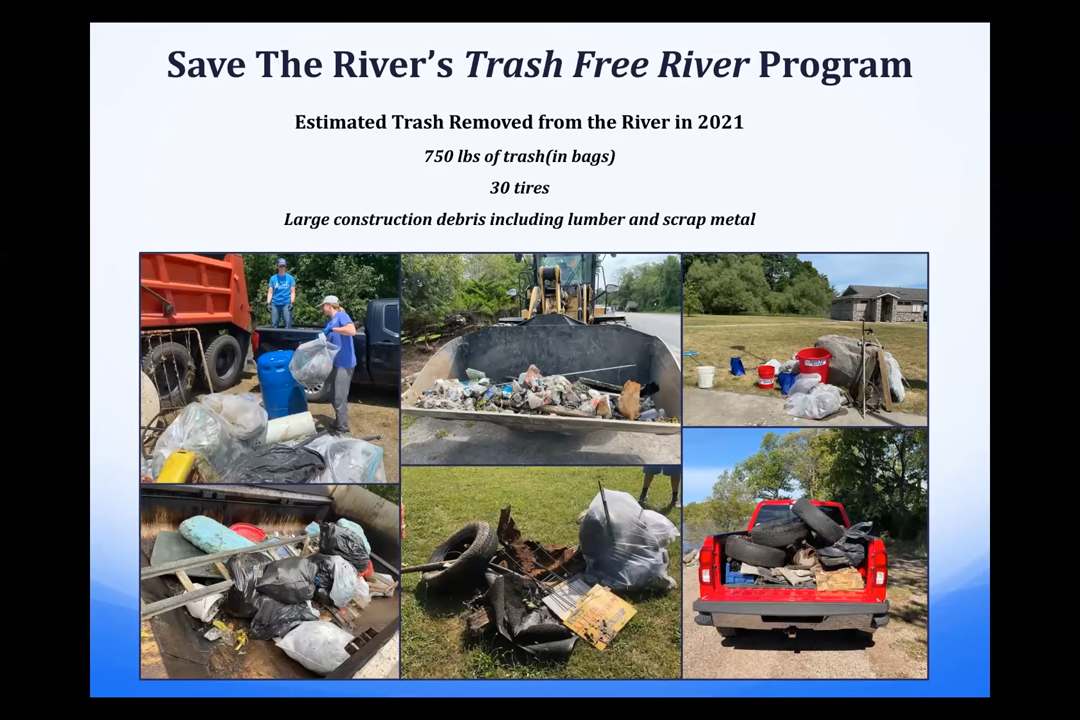 Save The River's Trash Free River Program
Estimated Trash Removed from the River in 2021
750 lbs of trash(in bags)
30 tires
Large construction debris including lumber and scrap metal